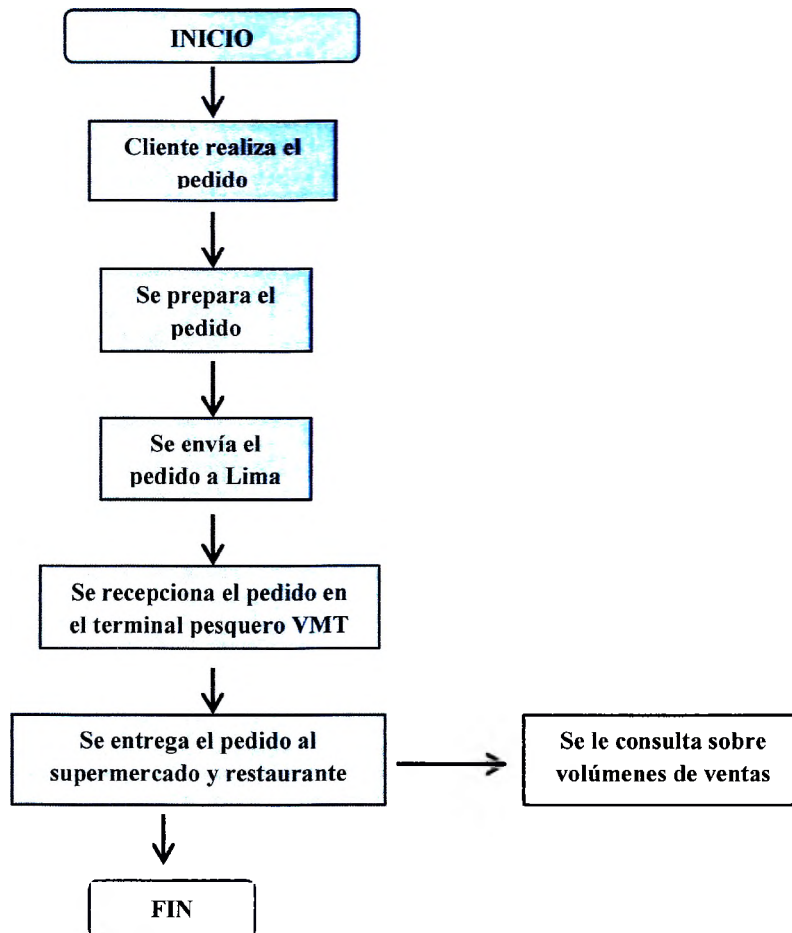 INICIO
Cliente realiza el
pedido
Se prepara el
pedido
Se envía el
pedido a Lima
Se recepciona el pedido en
el terminal pesquero VMT
Se entrega el pedido al
supermercado y restaurante
Se le consulta sobre
volúmenes de ventas
FIN